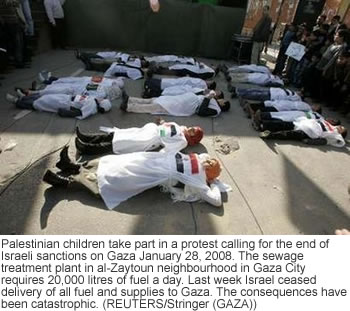 Palestinian children take part in a protest calling for the end of
Israeli sanctions on Gaza January 28, 2008. The sewage
treatment plant in al-Zaytoun neighbourhood in Gaza City
requires 20,000 litres of fuel a day. Last week Israel ceased
delivery of all fuel and supplies to Gaza. The consequences have
been catastrophic. (REUTERS/Stringer (GAZA))